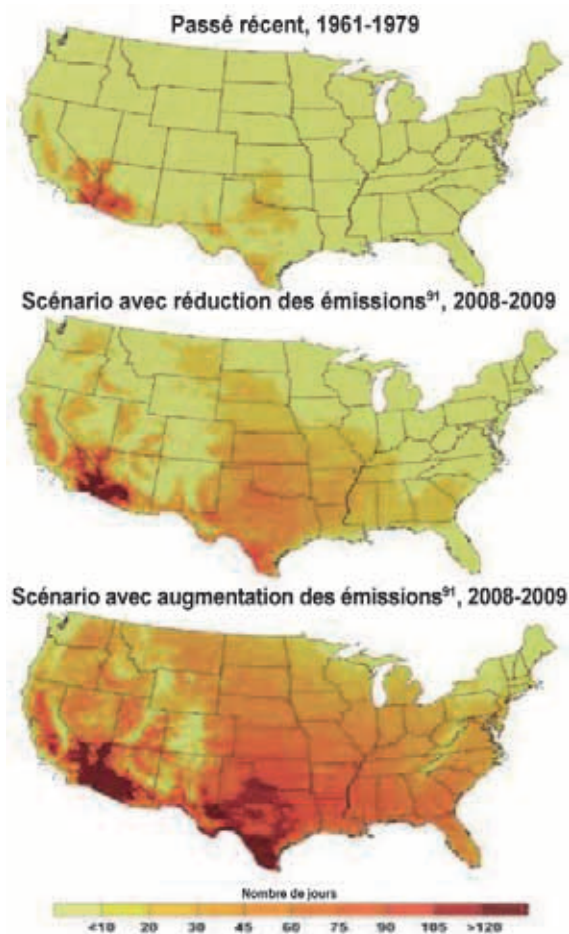 Passé récent, 1961-1979
Scénario avec réduction des émissions⁹¹, 2008-2009
Scénario avec augmentation des émissions⁹¹, 2008-2009
Nombre de jours
<10 20 30 45 60 75 90 105 >120